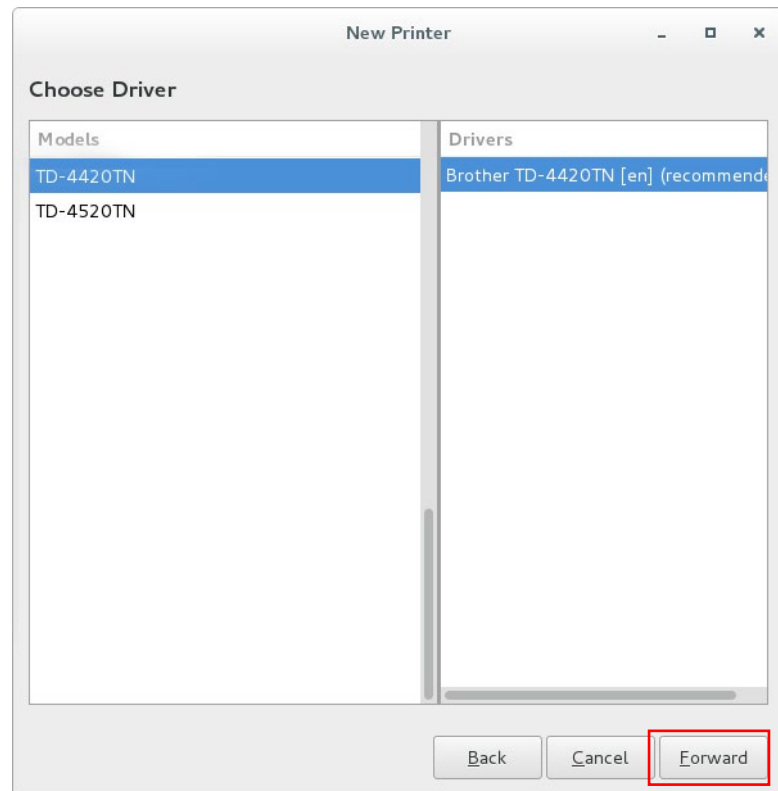 New Printer
Choose Driver
Models
Drivers
TD-4420TN
Brother TD-4420TN [en] (recommende
TD-4520TN
Back
Cancel
Forward